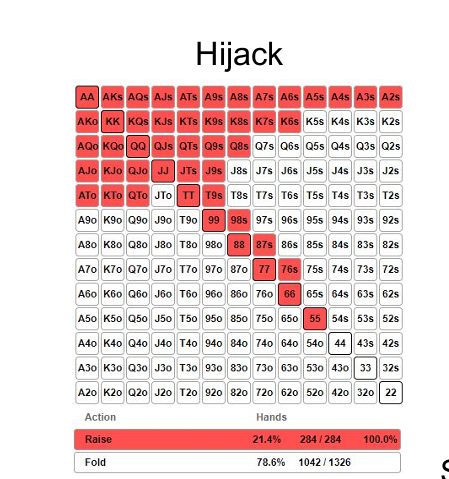 Hijack
AA AKs AQs AJs ATs A9s A8s A7s A6s A5s A4s A3s A2s
AKo KK KQs KJs KTs K9s K8s K7s K6s K5s K4s K3s K2s
AQo KQo QQ QJs QTs Q9s Q8s Q7s Q6s Q5s Q4s Q3s Q2s
AJo KJo QJo JJ JTs J9s J8s J7s J6s J5s J4s J3s J2s
ATo KTo QTo JTo TT T9s T8s T7s T6s T5s T4s T3s T2s
A9o K9o Q9o J9o T9o 99 98s 97s 96s 95s 94s 93s 92s
A8o K8o Q8o J8o T8o 98o 88 87s 86s 85s 84s 83s 82s
A7o K7o Q7o J7o T7o 97o 87o 77 76s 75s 74s 73s 72s
A6o K6o Q6o J6o T6o 96o 86o 76o 66 65s 64s 63s 62s
A5o K5o Q5o J5o T5o 95o 85o 75o 65o 55 54s 53s 52s
A4o K4o Q4o J4o T4o 94o 84o 74o 64o 54o 44 43s 42s
A3o K3o Q3o J3o T3o 93o 83o 73o 63o 53o 43o 33 32s
A2o K2o Q2o J2o T2o 92o 82o 72o 62o 52o 42o 32o 22
Action Hands
Raise 21.4% 284 / 284 100.0%
Fold 78.6% 1042 / 1326